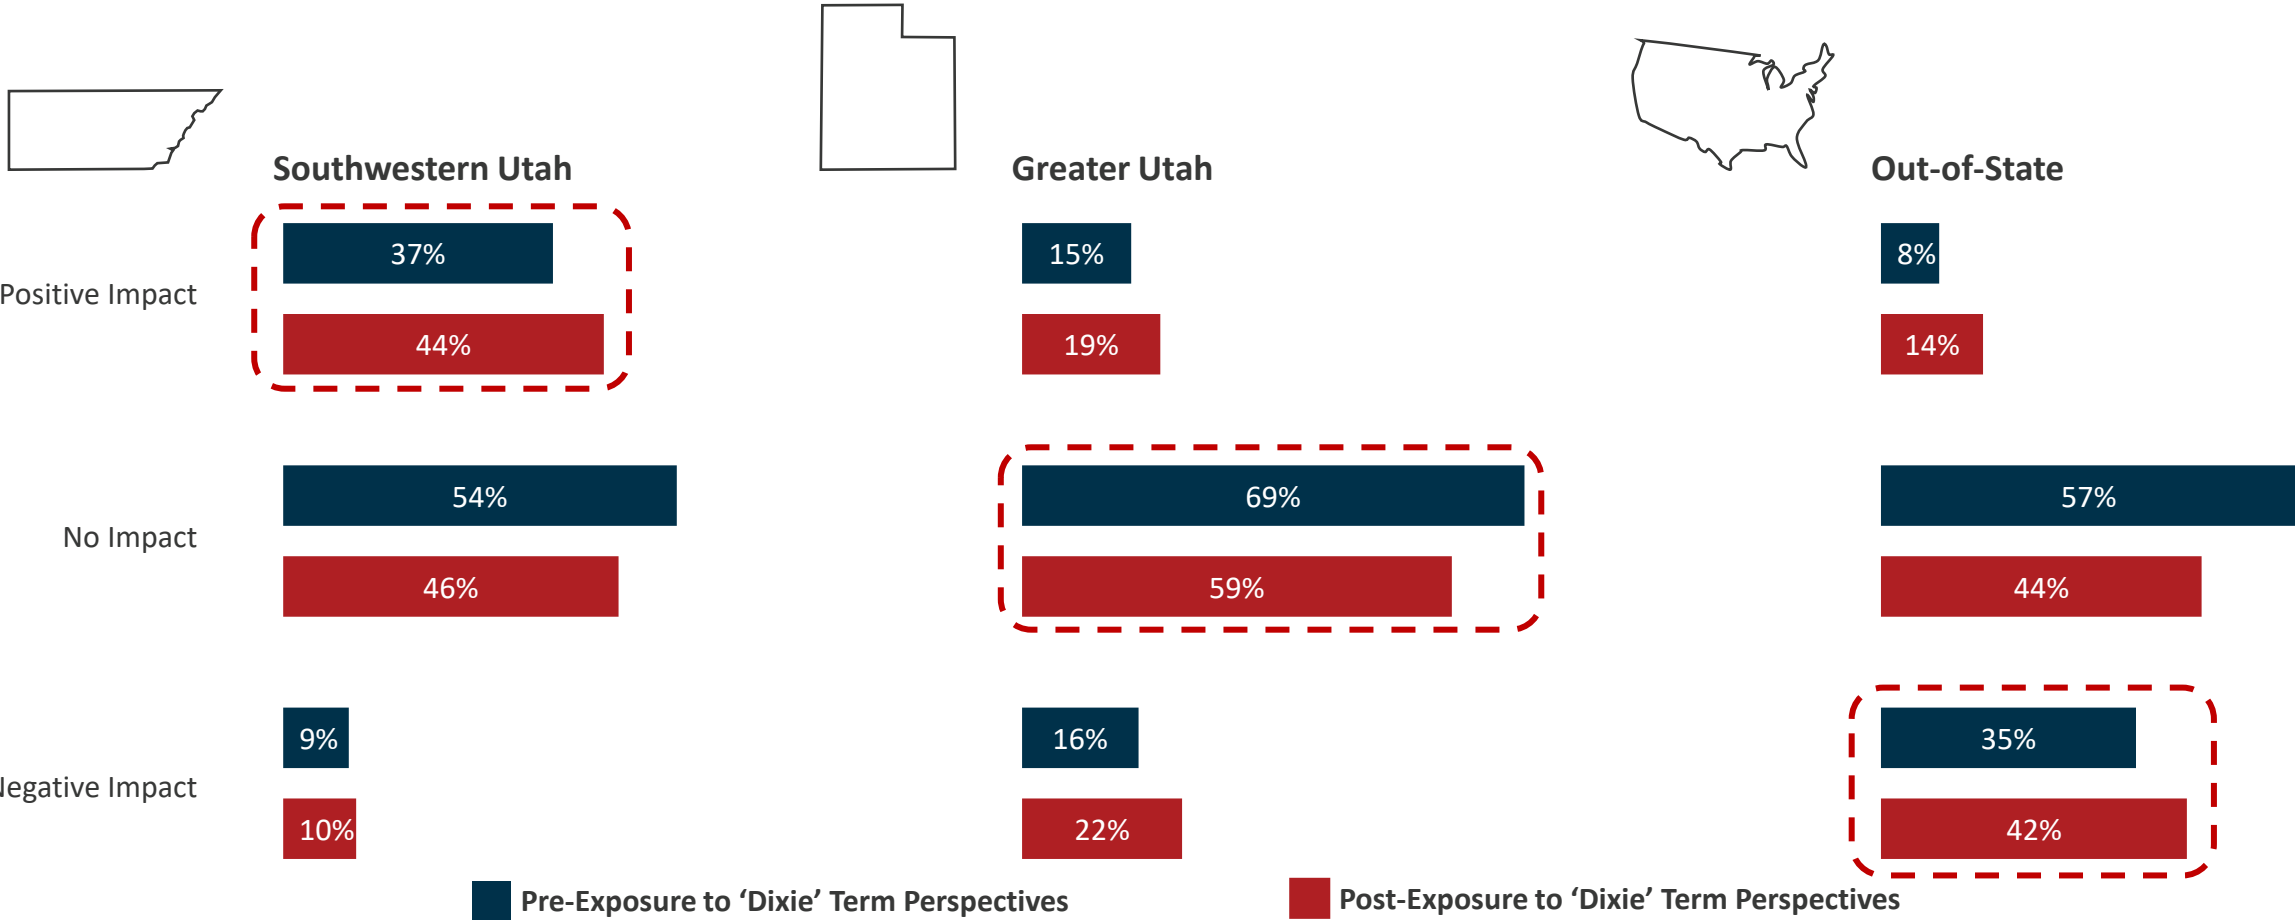 Southwestern Utah
Greater Utah
Out-of-State
Positive Impact
37%
15%
8%
44%
19%
14%
No Impact
54%
69%
57%
46%
59%
44%
Negative Impact
9%
16%
35%
10%
22%
42%
Pre-Exposure to ‘Dixie’ Term Perspectives
Post-Exposure to ‘Dixie’ Term Perspectives